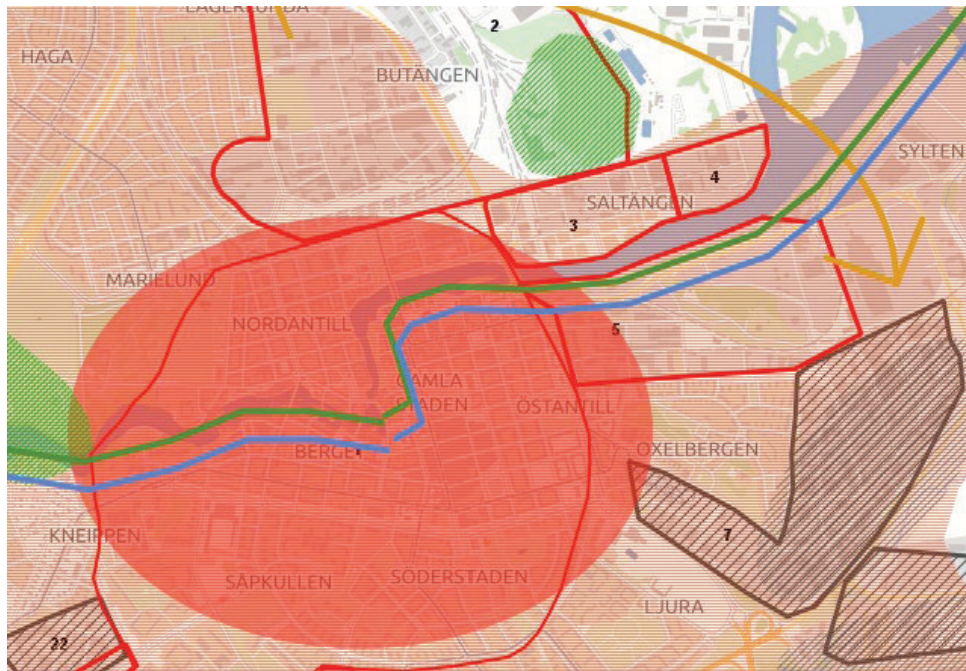 LAGERLUNDA
2
HAGA
BUTÄNGEN
SYLTEN
4
SALTÄNGEN
3
MARIELUND
NORDANTILL
5
GAMLA
STADEN
ÖSTANTILL
BERGET
OXELBERGEN
KNEIPPEN
7
SÄPKULLEN
SÖDERSTADEN
LJURA
22